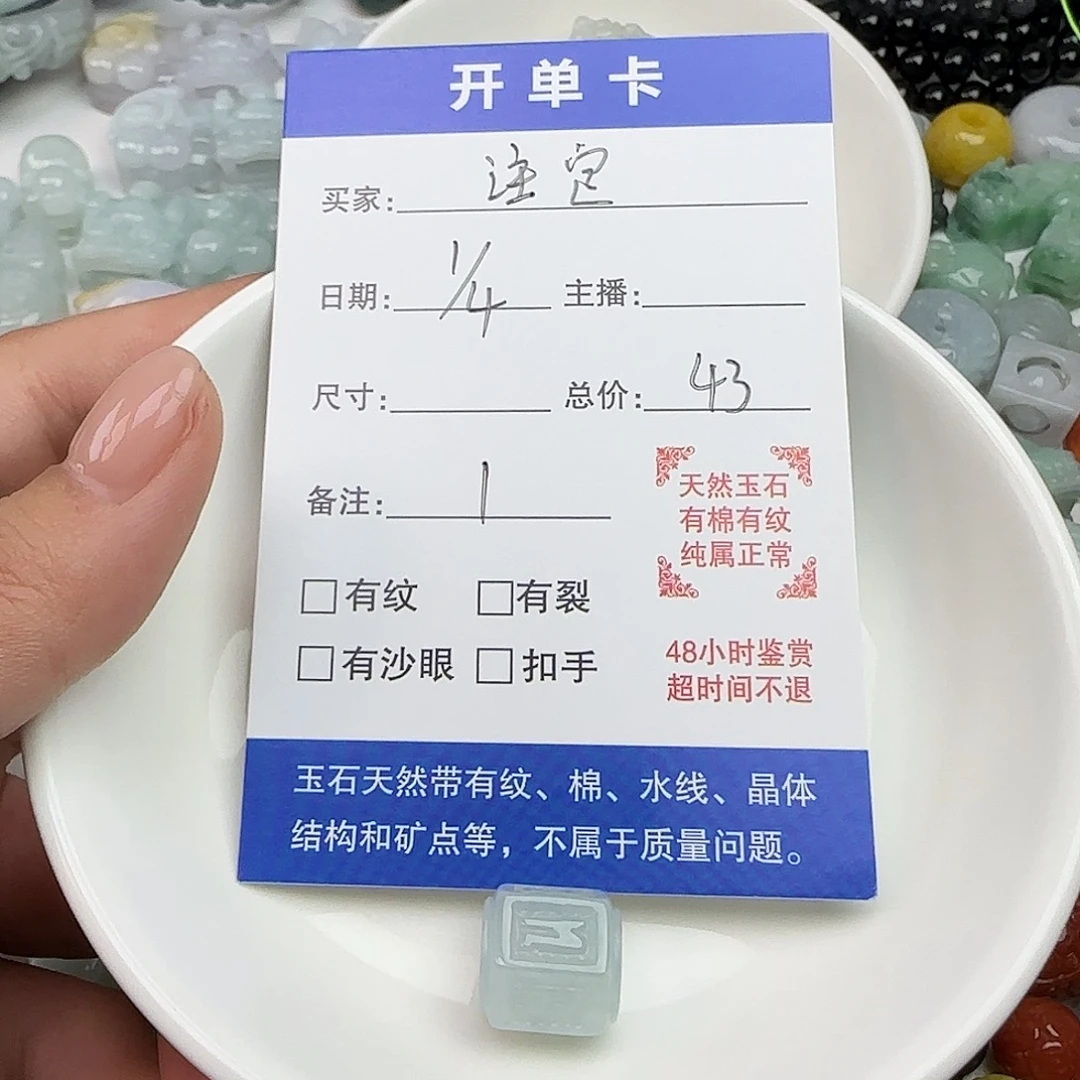 开单卡
买家：注定
日期：1/4 主播：
尺寸： 总价：43
备注：1
天然玉石
有棉有纹
纯属正常
□有纹 □有裂
□有沙眼 □扣手
48小时鉴赏
超时间不退
玉石天然带有纹、棉、水线、晶体
结构和矿点等，不属于质量问题。